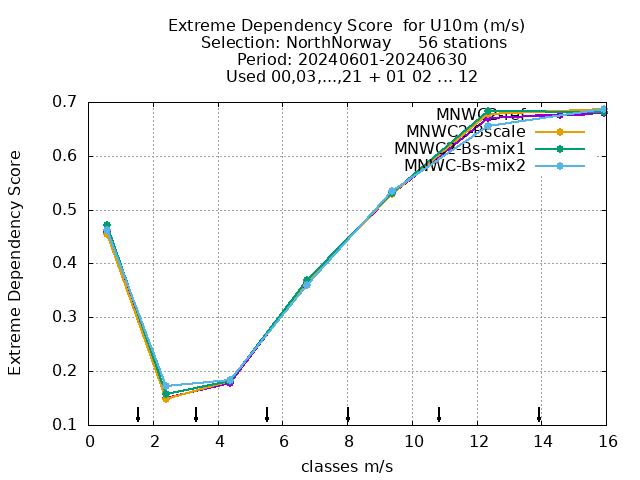 Extreme Dependency Score for U10m (m/s)
Selection: NorthNorway 56 stations
Period: 20240601-20240630
Used 00,03,...,21 + 01 02 ... 12
Extreme Dependency Score
0.7
0.6
0.5
0.4
0.3
0.2
0.1
MNWC2-Bscale
MNWC2-Bs-mix1
MNWC-Bs-mix2
0 2 4 6 8 10 12 14 16
classes m/s